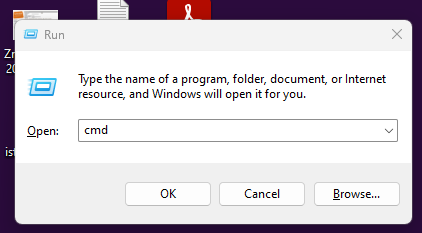 Run
Type the name of a program, folder, document, or Internet
resource, and Windows will open it for you.
Open: cmd
OK Cancel Browse...